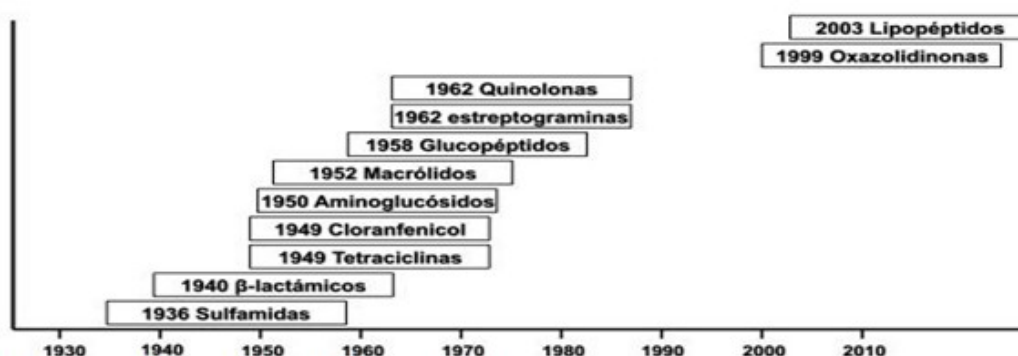 2003 Lipopéptidos
1999 Oxazolidinonas
1962 Quinolonas
1962 estreptograminas
1958 Glucopéptidos
1952 Macrólidos
1950 Aminoglucósidos
1949 Cloranfenicol
1949 Tetraciclinas
1940 β-lactámicos
1936 Sulfamidas
1930 1940 1950 1960 1970 1980 1990 2000 2010